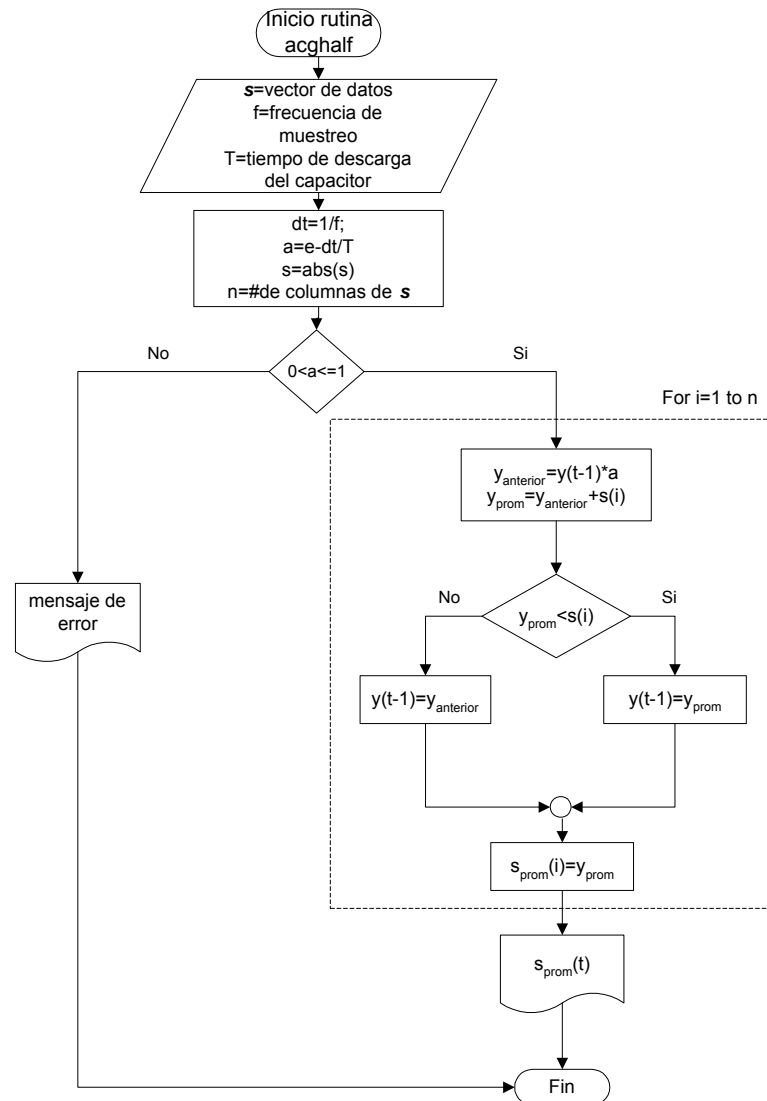 Inicio rutina
acghalf
s=vector de datos
f=frecuencia de
muestreo
T=tiempo de descarga
del capacitor
dt=1/f;
a=e-dt/T
s=abs(s)
n=#de columnas de s
No
0<a<=1
Si
For i=1 to n
yanterior=y(t-1)*a
yprom=yanterior+s(i)
mensaje de
error
No
yprom<s(i)
Si
y(t-1)=yanterior
y(t-1)=yprom
sprom(i)=yprom
sprom(t)
Fin